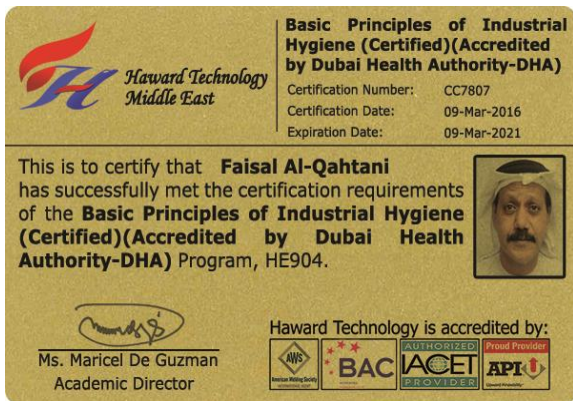 Haward Technology
Middle East
Basic Principles of Industrial
Hygiene (Certified)(Accredited
by Dubai Health Authority-DHA)
Certification Number: CC7807
Certification Date: 09-Mar-2016
Expiration Date: 09-Mar-2021
This is to certify that Faisal Al-Qahtani
has successfully met the certification requirements
of the Basic Principles of Industrial Hygiene
(Certified)(Accredited by Dubai Health
Authority-DHA) Program, HE904.
Ms. Maricel De Guzman
Academic Director
Haward Technology is accredited by:
AWS
American Welding Society
BAC
AUTHORIZED
IACET
PROVIDER
Proud Provider
API